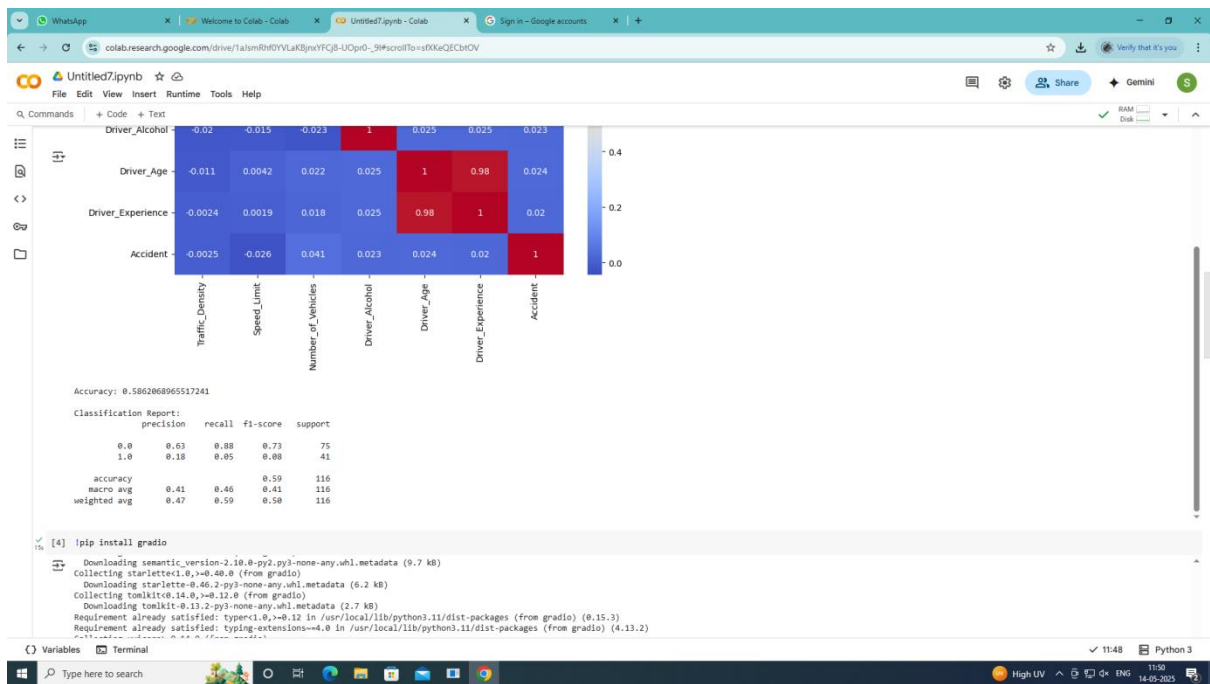 WhatsApp
Welcome to Colab - Colab
Untitled7.ipynb - Colab
Sign in – Google accounts
colab.research.google.com/drive/1aJsmRhf0YVLaKBjnxYFCj8-UOpr0-_9I#scrollTo=sfXKeQECbtOV
Verify that it's you
Untitled7.ipynb
File Edit View Insert Runtime Tools Help
Share
Gemini
S
Commands + Code + Text
RAM
Disk
Driver_Alcohol -0.02 -0.015 -0.023 1 0.025 0.025 0.023
0.4
Driver_Age -0.011 0.0042 0.022 0.025 1 0.98 0.024
0.2
Driver_Experience -0.0024 0.0019 0.018 0.025 0.98 1 0.02
Accident -0.0025 -0.026 0.041 0.023 0.024 0.02 1
0.0
Traffic_Density
Speed_Limit
Number_of_Vehicles
Driver_Alcohol
Driver_Age
Driver_Experience
Accident
Accuracy: 0.5862068965517241
Classification Report:
precision recall f1-score support
0.0 0.63 0.88 0.73 75
1.0 0.18 0.05 0.08 41
accuracy 0.59 116
macro avg 0.41 0.46 0.41 116
weighted avg 0.47 0.59 0.50 116
15s [4] !pip install gradio
Downloading semantic_version-2.10.0-py2.py3-none-any.whl.metadata (9.7 kB)
Collecting starlette<1.0,>=0.40.0 (from gradio)
Downloading starlette-0.46.2-py3-none-any.whl.metadata (6.2 kB)
Collecting tomlkit<0.14.0,>=0.12.0 (from gradio)
Downloading tomlkit-0.13.2-py3-none-any.whl.metadata (2.7 kB)
Requirement already satisfied: typer<1.0,>=0.12 in /usr/local/lib/python3.11/dist-packages (from gradio) (0.15.3)
Requirement already satisfied: typing-extensions~=4.0 in /usr/local/lib/python3.11/dist-packages (from gradio) (4.13.2)
Variables Terminal
11:48 Python 3
Type here to search
High UV
ENG
11:50
14-05-2025